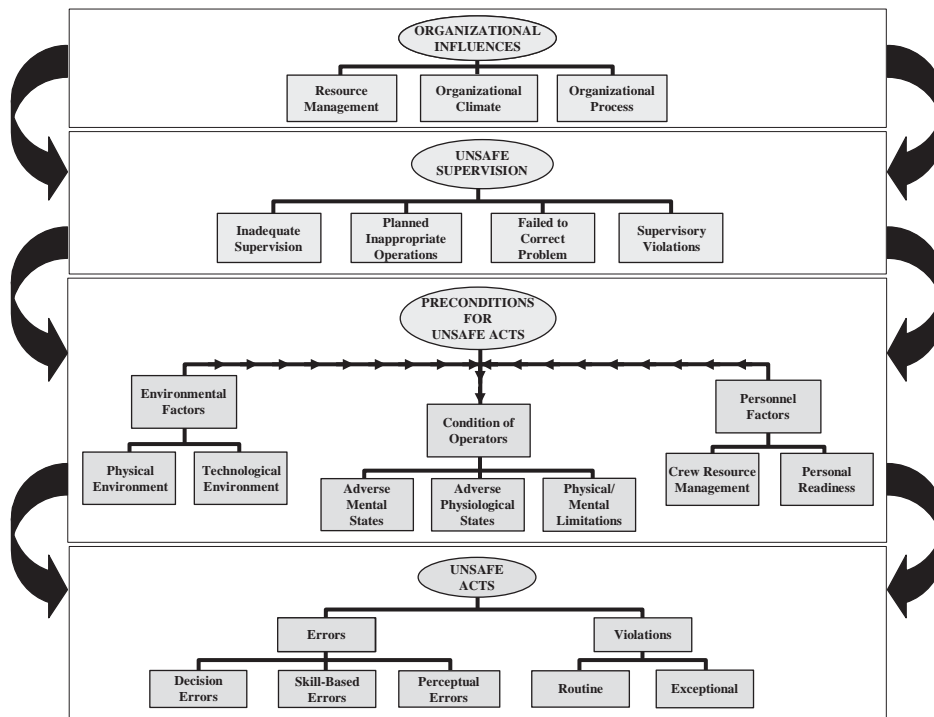 ORGANIZATIONAL
INFLUENCES
Resource
Management
Organizational
Climate
Organizational
Process
UNSAFE
SUPERVISION
Inadequate
Supervision
Planned
Inappropriate
Operations
Failed to
Correct
Problem
Supervisory
Violations
PRECONDITIONS
FOR
UNSAFE ACTS
Environmental
Factors
Condition of
Operators
Personnel
Factors
Physical
Environment
Technological
Environment
Adverse
Mental
States
Adverse
Physiological
States
Physical/
Mental
Limitations
Crew Resource
Management
Personal
Readiness
UNSAFE
ACTS
Errors
Violations
Decision
Errors
Skill-Based
Errors
Perceptual
Errors
Routine
Exceptional